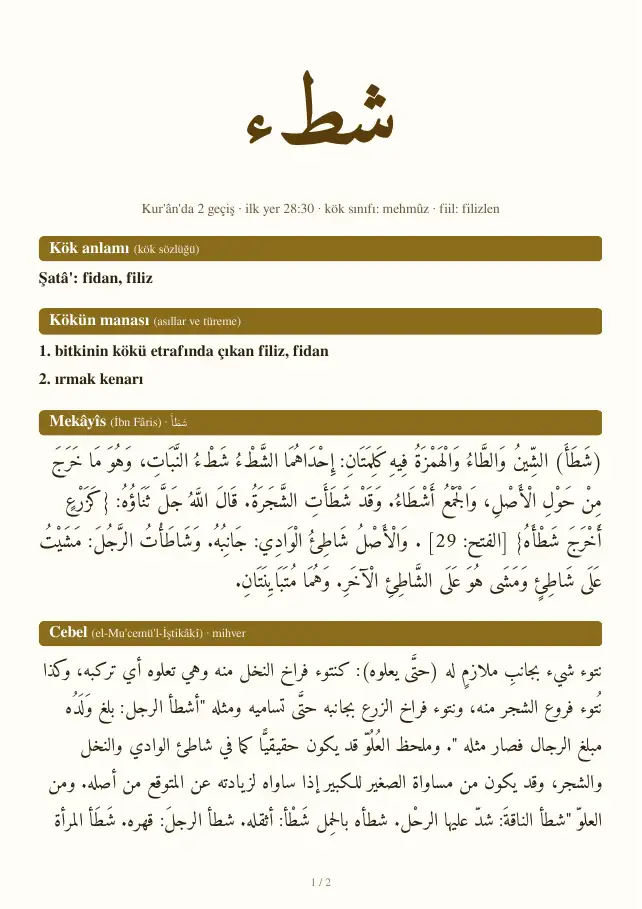 شطء
Kur'ân'da 2 geçiş · ilk yer 28:30 · kök sınıfı: mehmûz · fiil: filizlen
Kök anlamı (kök sözlüğü)
Şatâ': fidan, filiz
Kökün manası (asıllar ve türeme)
1. bitkinin kökü etrafında çıkan filiz, fidan
2. ırmak kenarı
Mekâyîs (İbn Fâris) · شَطَأَ
(شَطَأَ) الشِّينُ وَالطَّاءُ وَالْهَمْزَةُ فِيهِ كَلِمَتَانِ: إِحْدَاهُمَا الشَّطْءُ شَطْءُ النَّبَاتِ، وَهُوَ مَا خَرَجَ
مِنْ حَوْلِ الْأَصْلِ، وَالْجَمْعُ أَشْطَاءُ. وَقَدْ شَطَأَتِ الشَّجَرَةُ. قَالَ اللَّهُ جَلَّ ثَنَاؤُهُ: {كَزَرْعٍ
أَخْرَجَ شَطْأَهُ} [الفتح: 29] . وَالْأَصْلُ شَاطِئُ الْوَادِي: جَانِبُهُ. وَشَاطَأْتُ الرَّجُلَ: مَشَيْتُ
عَلَى شَاطِئٍ وَمَشَى هُوَ عَلَى الشَّاطِئِ الْآخَرِ. وَهُمَا مُتَبَايِنَتَانِ.
Cebel (el-Mu'cemü'l-İştikâkî) · mihver
نتوء شيء بجانبِ ملازمٍ له (حتَّى يعلوه): كنتوء فراخ النخل منه وهي تعلوه أي تركبه، وكذا
نُتوء فروع الشجر منه، ونتوء فراخ الزرع بجانبه حتَّى تساميه ومثله "أشطأ الرجل: بلغ وَلَدُه
مبلغ الرجال فصار مثله ". وملحظ العُلُوّ قد يكون حقيقيًّا كما في شاطئ الوادي والنخل
والشجر، وقد يكون من مساواة الصغير للكبير إذا ساواه لزيادته عن المتوقع من أصله. ومن
العلوّ "شطأ الناقةَ: شدّ عليها الرحْل. شطأه بالحِمل شَطْأ: أثقله. شطأ الرجلَ: قهره. شَطَأ المرأة
1 / 2